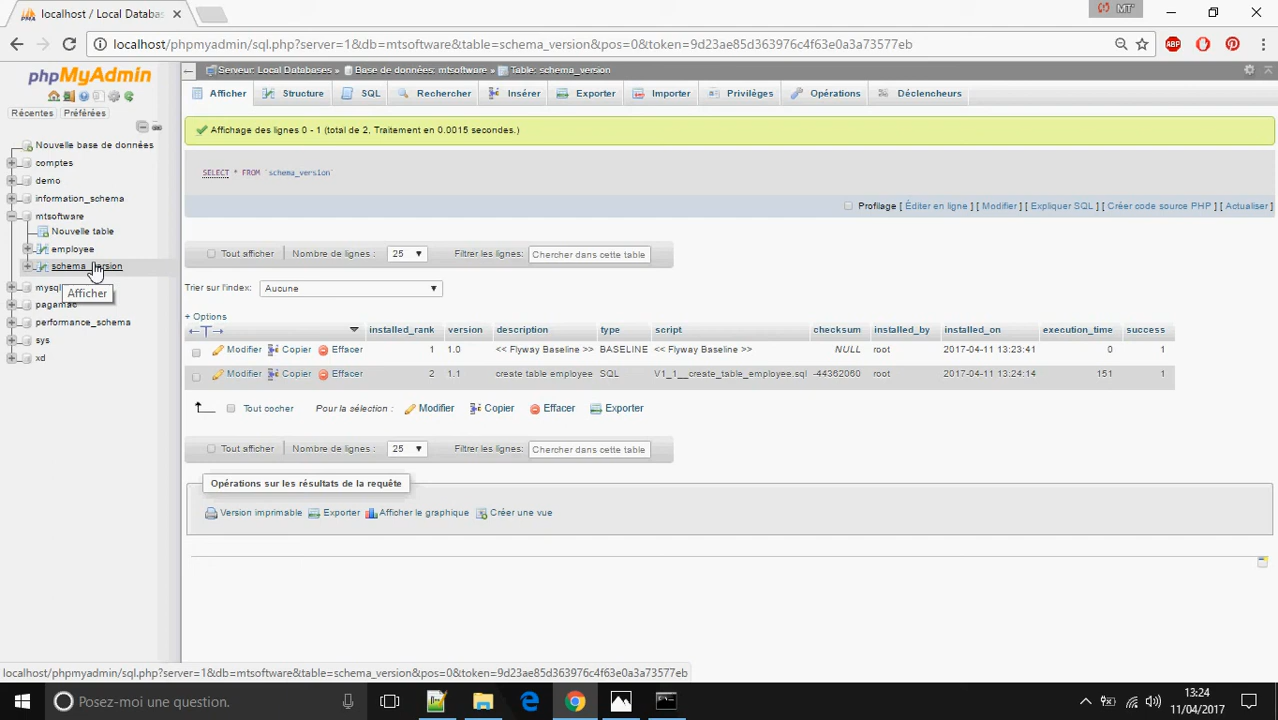 localhost / Local Databas
MT'
localhost/phpmyadmin/sql.php?server=1&db=mtsoftware&table=schema_version&pos=0&token=9d23ae85d363976c4f63e0a3a73577eb
ABP
phpMyAdmin
Serveur: Local Databases » Base de données: mtsoftware » Table: schema_version
Afficher Structure SQL Rechercher Insérer Exporter Importer Privilèges Opérations Déclencheurs
Récentes Préférées
Nouvelle base de données
comptes
demo
information_schema
mtsoftware
Nouvelle table
employee
schema_version
mysql
Afficher
pagamac
performance_schema
sys
xd
Affichage des lignes 0 - 1 (total de 2, Traitement en 0.0015 secondes.)
SELECT * FROM `schema_version`
Profilage [ Éditer en ligne ] [ Modifier ] [ Expliquer SQL ] [ Créer code source PHP ] [ Actualiser ]
Tout afficher Nombre de lignes : 25 Filtrer les lignes: Chercher dans cette table
Trier sur l'index: Aucune
+ Options
←T→ installed_rank version description type script checksum installed_by installed_on execution_time success
Modifier Copier Effacer 1 1.0 << Flyway Baseline >> BASELINE << Flyway Baseline >> NULL root 2017-04-11 13:23:41 0 1
Modifier Copier Effacer 2 1.1 create table employee SQL V1_1__create_table_employee.sql -44362060 root 2017-04-11 13:24:14 151 1
Tout cocher Pour la sélection : Modifier Copier Effacer Exporter
Tout afficher Nombre de lignes : 25 Filtrer les lignes: Chercher dans cette table
Opérations sur les résultats de la requête
Version imprimable Exporter Afficher le graphique Créer une vue
localhost/phpmyadmin/sql.php?server=1&db=mtsoftware&table=schema_version&pos=0&token=9d23ae85d363976c4f63e0a3a73577eb
Posez-moi une question.
13:24
11/04/2017